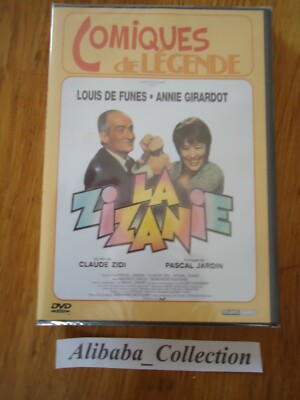 COMIQUES
de LÉGENDE
LOUIS DE FUNES • ANNIE GIRARDOT
LA
ZIZANIE
CLAUDE ZIDI
PASCAL JARDIN
DVD
Alibaba_Collection